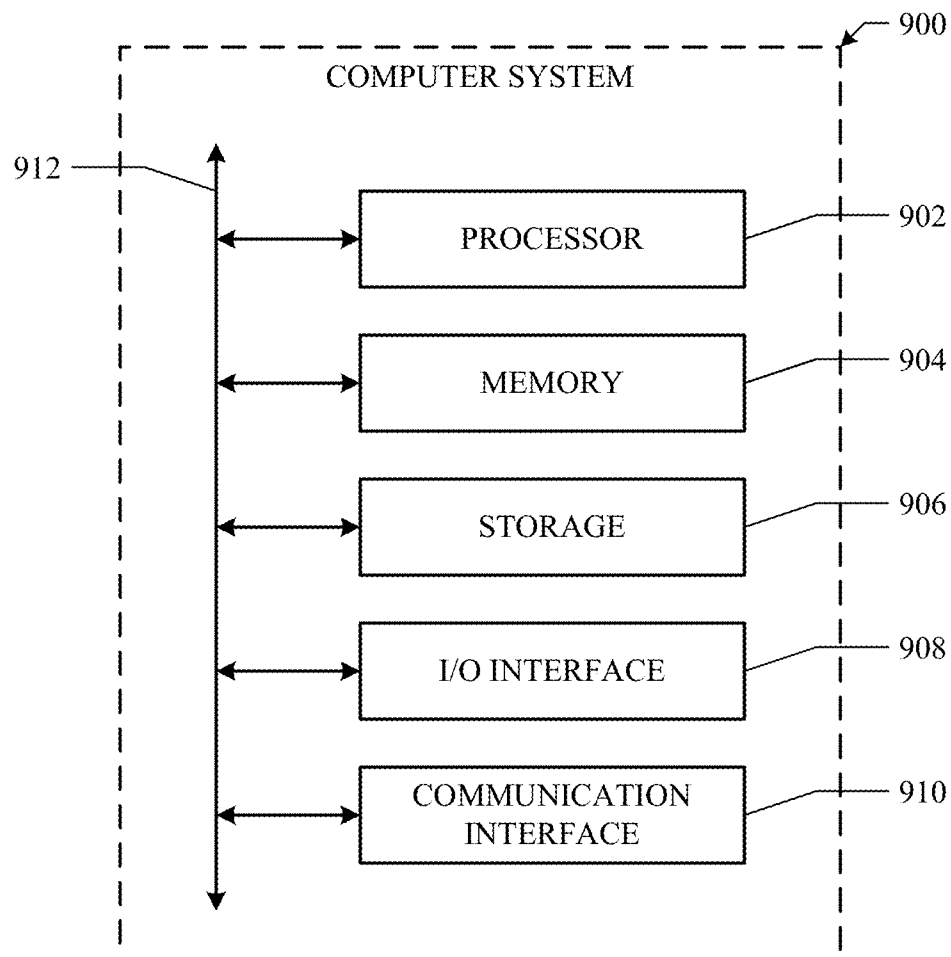 900
COMPUTER SYSTEM
912
PROCESSOR
902
MEMORY
904
STORAGE
906
I/O INTERFACE
908
COMMUNICATION
INTERFACE
910